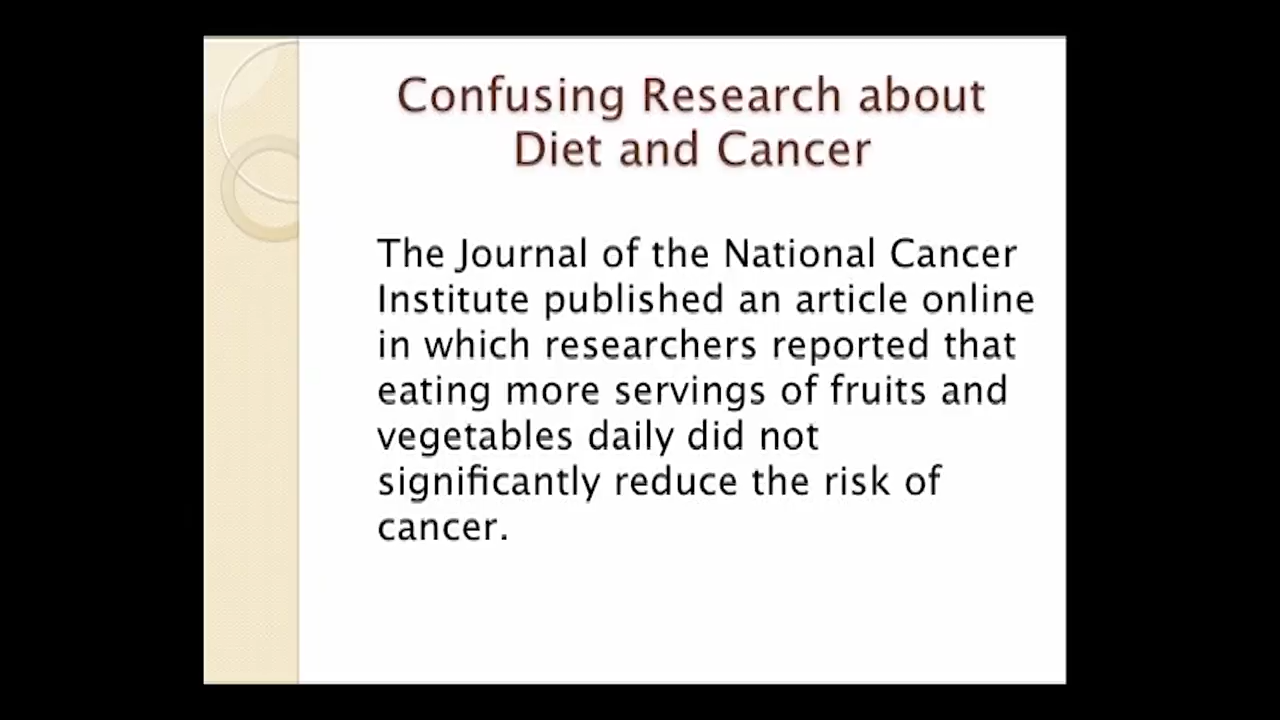 Confusing Research about
Diet and Cancer
The Journal of the National Cancer
Institute published an article online
in which researchers reported that
eating more servings of fruits and
vegetables daily did not
significantly reduce the risk of
cancer.